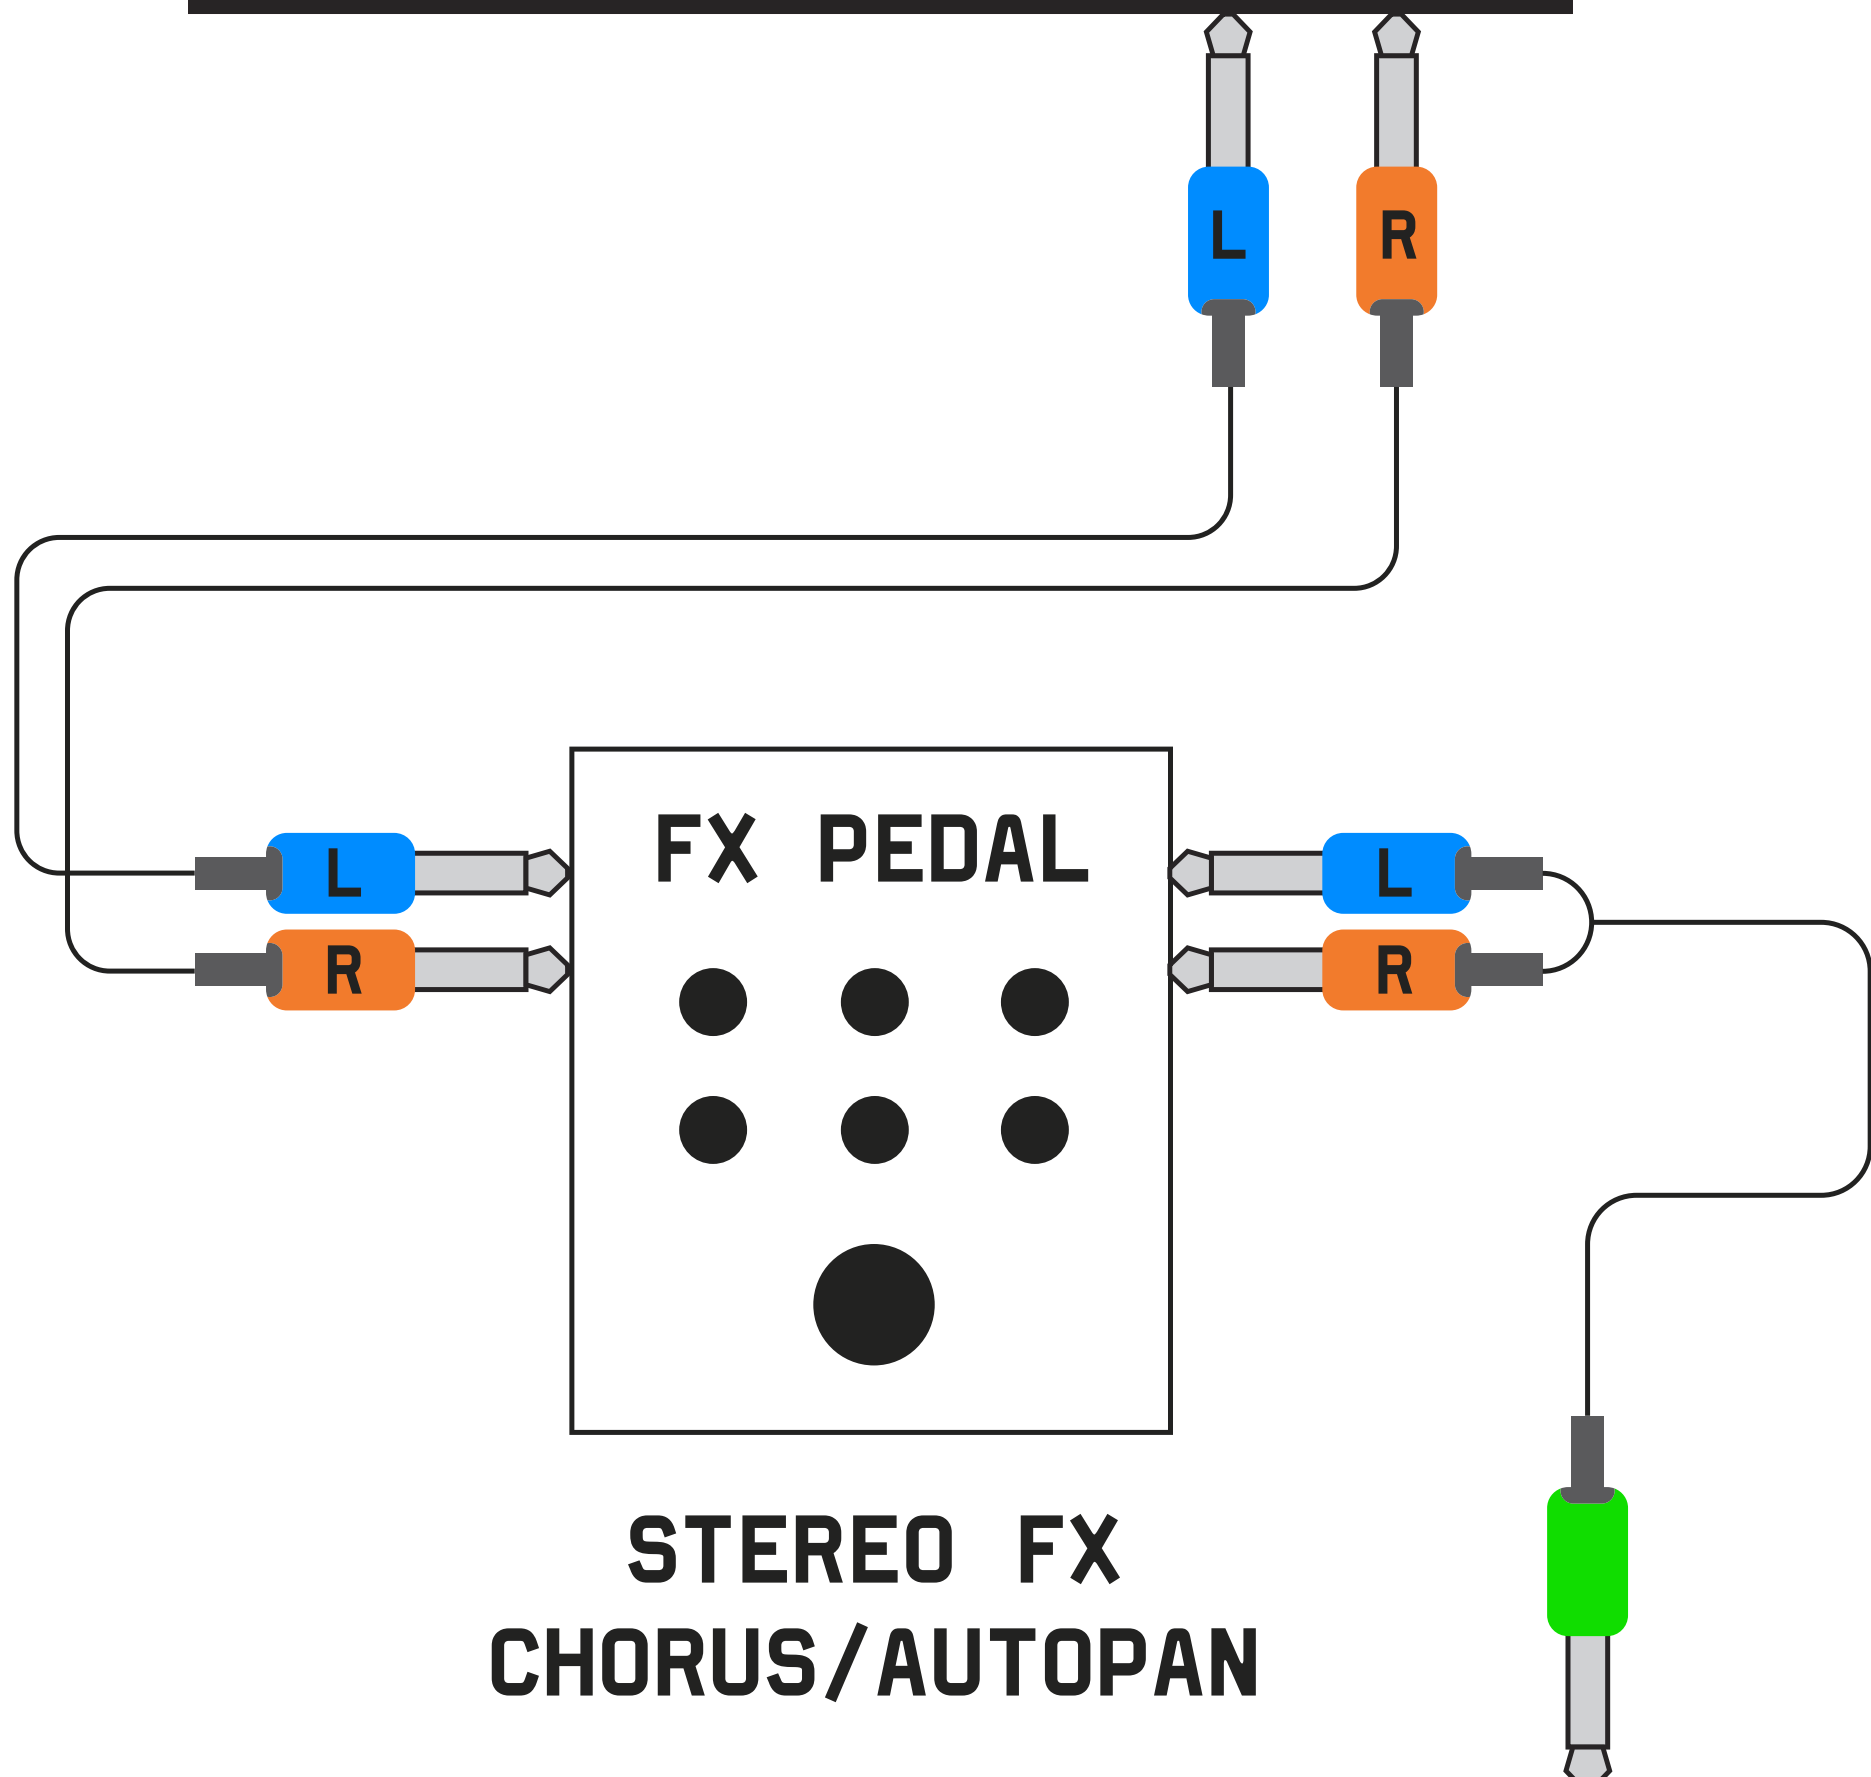 L R
FX PEDAL
L L
R R
STEREO FX
CHORUS/AUTOPAN